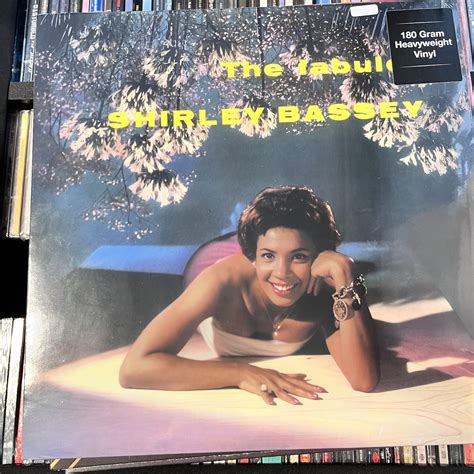 The fabulo
SHIRLEY BASSEY
180 Gram
Heavyweight
Vinyl